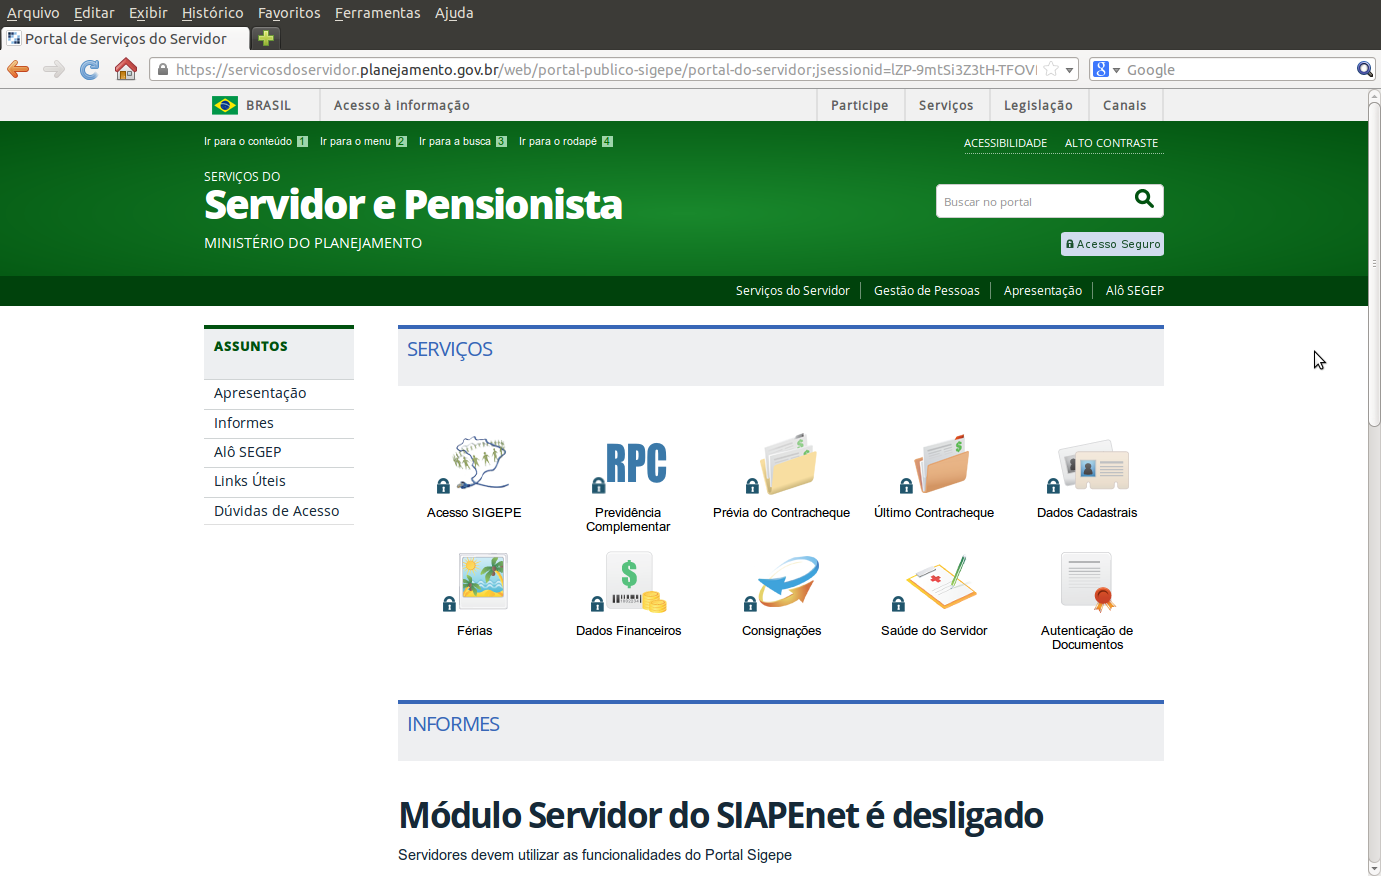 Arquivo Editar Exibir Histórico Favoritos Ferramentas Ajuda
Portal de Serviços do Servidor
https://servicosdoservidor.planejamento.gov.br/web/portal-publico-sigepe/portal-do-servidor;jsessionid=lZP-9mtSi3Z3tH-TFOVI
Google
BRASIL Acesso à informação Participe Serviços Legislação Canais
Ir para o conteúdo 1 Ir para o menu 2 Ir para a busca 3 Ir para o rodapé 4 ACESSIBILIDADE ALTO CONTRASTE
SERVIÇOS DO
Servidor e Pensionista
Buscar no portal
MINISTÉRIO DO PLANEJAMENTO
Acesso Seguro
Serviços do Servidor Gestão de Pessoas Apresentação Alô SEGEP
ASSUNTOS
Apresentação
Informes
Alô SEGEP
Links Úteis
Dúvidas de Acesso
SERVIÇOS
RPC
Acesso SIGEPE
Previdência
Complementar
Prévia do Contracheque
Último Contracheque
Dados Cadastrais
Férias
Dados Financeiros
Consignações
Saúde do Servidor
Autenticação de
Documentos
INFORMES
Módulo Servidor do SIAPEnet é desligado
Servidores devem utilizar as funcionalidades do Portal Sigepe